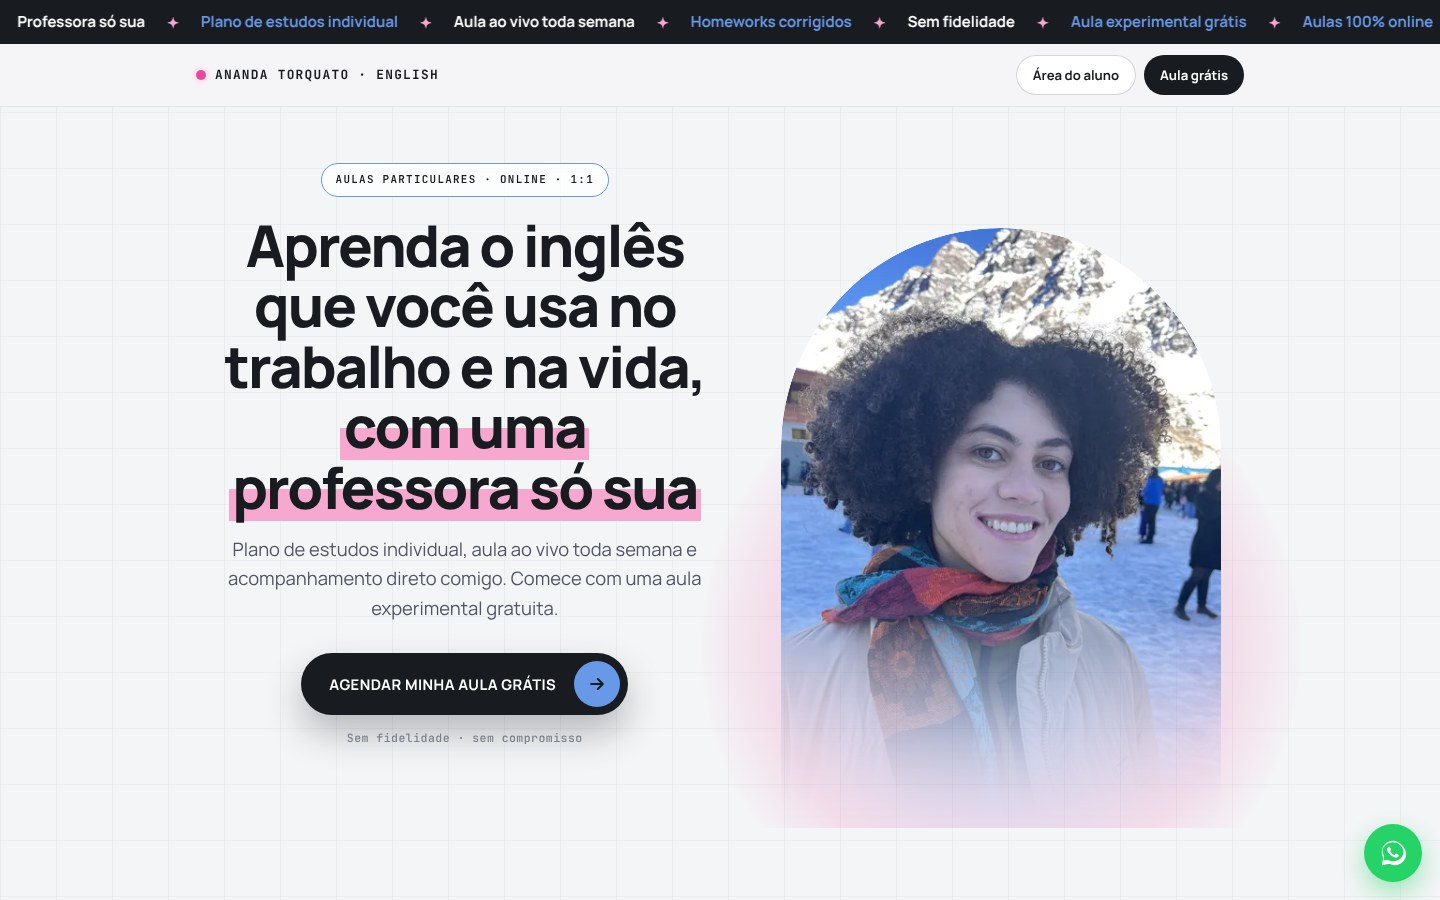 Professora só sua ✦ Plano de estudos individual ✦ Aula ao vivo toda semana ✦ Homeworks corrigidos ✦ Sem fidelidade ✦ Aula experimental grátis ✦ Aulas 100% online
ANANDA TORQUATO · ENGLISH
Área do aluno
Aula grátis
AULAS PARTICULARES · ONLINE · 1:1
Aprenda o inglês
que você usa no
trabalho e na vida,
com uma
professora só sua
Plano de estudos individual, aula ao vivo toda semana e
acompanhamento direto comigo. Comece com uma aula
experimental gratuita.
AGENDAR MINHA AULA GRÁTIS →
Sem fidelidade · sem compromisso